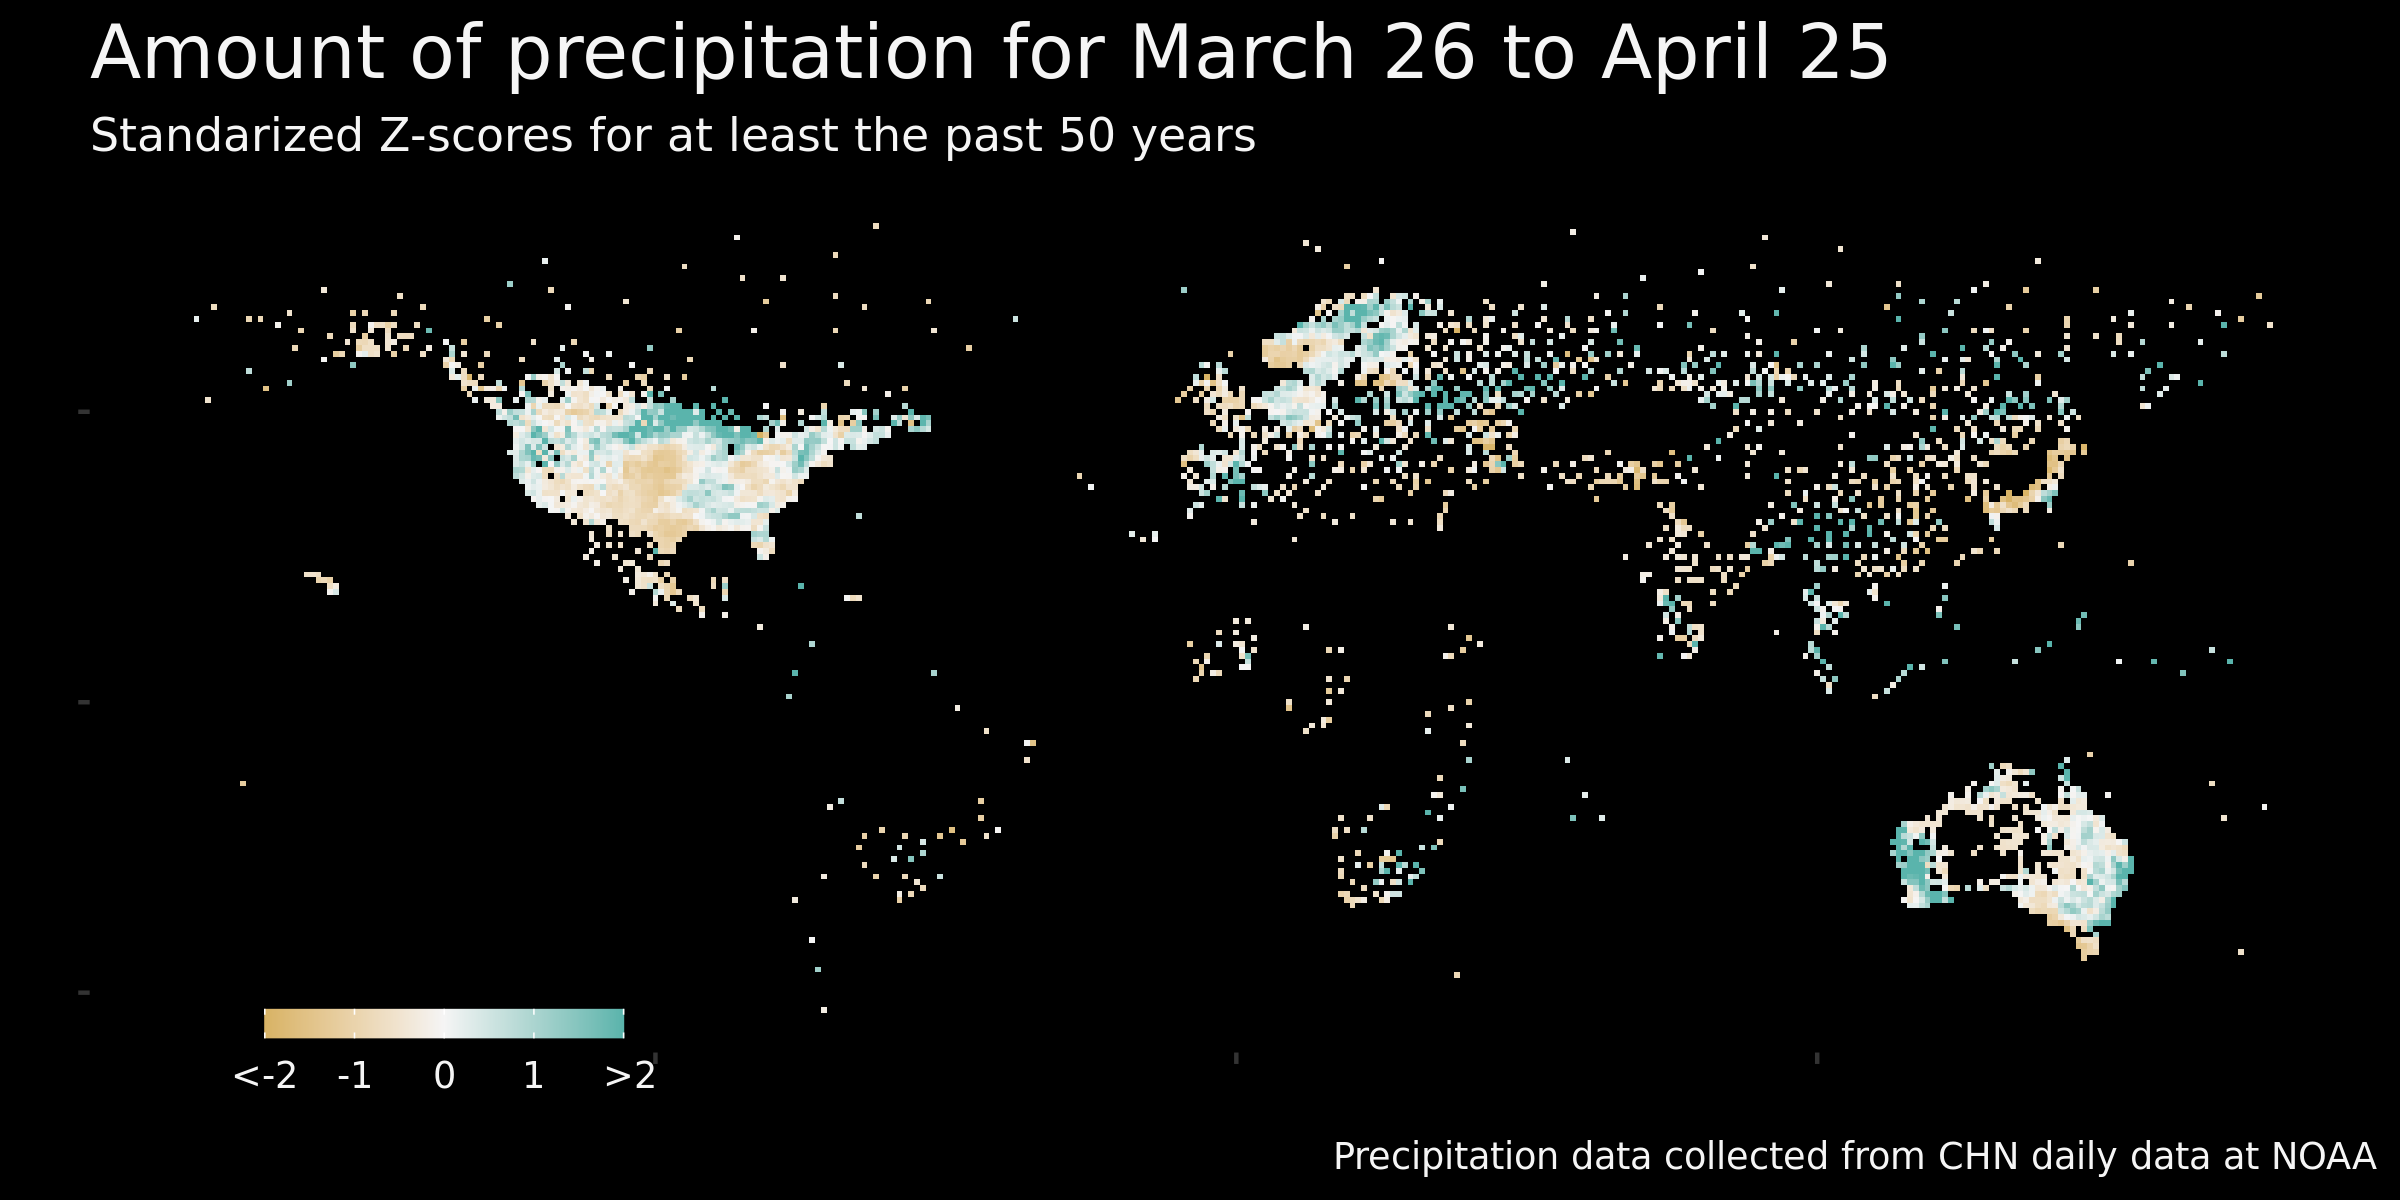 Amount of precipitation for March 26 to April 25
Standarized Z-scores for at least the past 50 years
<-2 -1 0 1 >2
Precipitation data collected from CHN daily data at NOAA